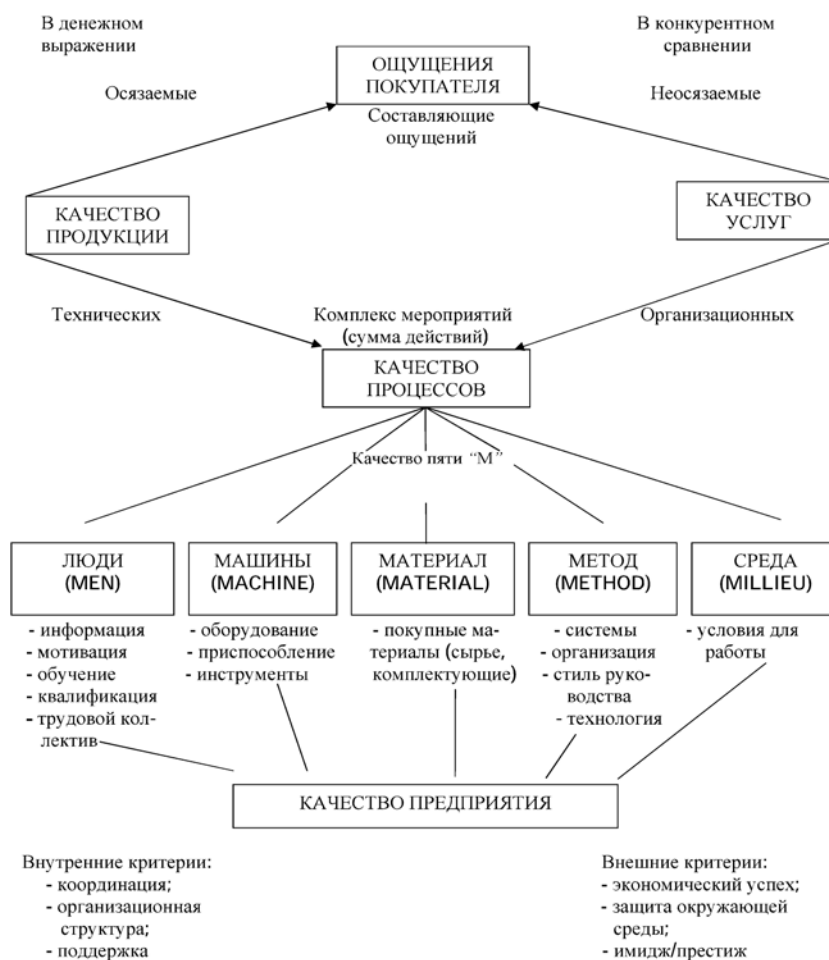 В денежном
выражении
В конкурентном
сравнении
ОЩУЩЕНИЯ
ПОКУПАТЕЛЯ
Осязаемые
Неосязаемые
Составляющие
ощущений
КАЧЕСТВО
ПРОДУКЦИИ
КАЧЕСТВО
УСЛУГ
Технических
Комплекс мероприятий
(сумма действий)
Организационных
КАЧЕСТВО
ПРОЦЕССОВ
Качество пяти “М”
ЛЮДИ
(MEN)
МАШИНЫ
(MACHINE)
МАТЕРИАЛ
(MATERIAL)
МЕТОД
(METHOD)
СРЕДА
(MILLIEU)
- информация
- мотивация
- обучение
- квалификация
- трудовой кол-
лектив
- оборудование
- приспособление
- инструменты
- покупные ма-
териалы (сырье,
комплектующие)
- системы
- организация
- стиль руко-
водства
- технология
- условия для
работы
КАЧЕСТВО ПРЕДПРИЯТИЯ
Внутренние критерии:
- координация;
- организационная
структура;
- поддержка
Внешние критерии:
- экономический успех;
- защита окружающей
среды;
- имидж/престиж